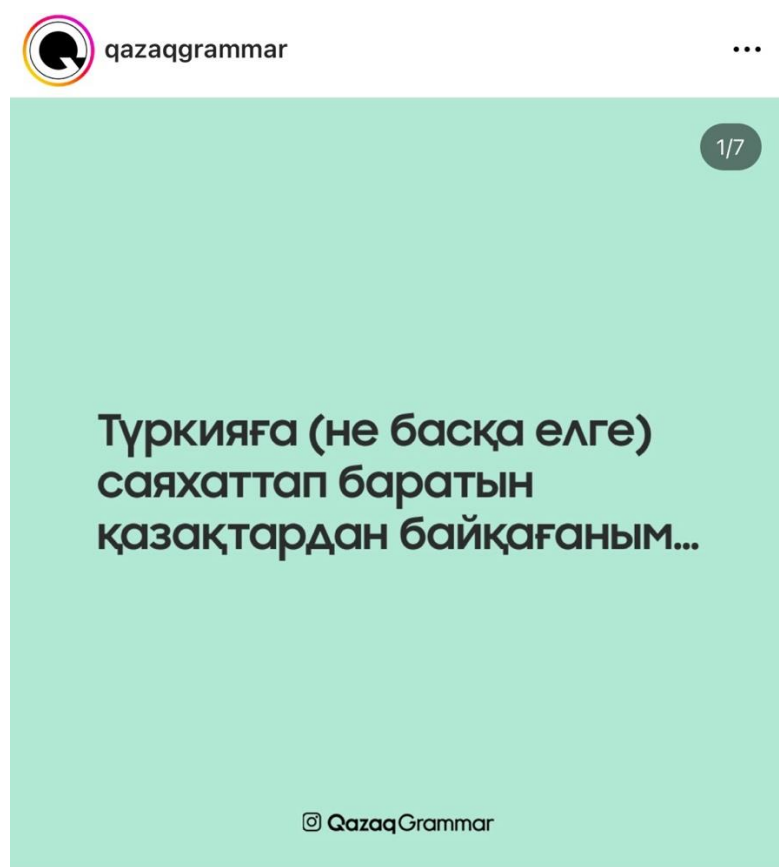 qazaqgrammar
1/7
Түркияға (не басқа елге)
саяхаттап баратын
қазақтардан байқағаным...
QazaqGrammar